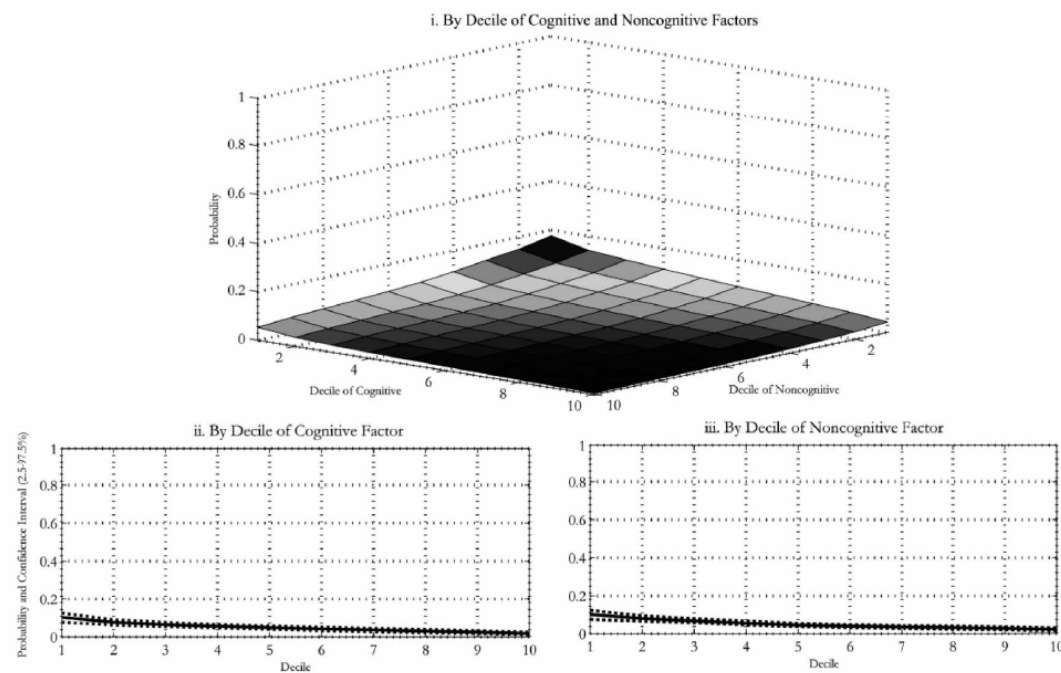 i. By Decile of Cognitive and Noncognitive Factors
1
0.8
0.6
0.4
0.2
0
Probability
2
4
6
8
10
Decile of Cognitive
10
8
6
4
2
Decile of Noncognitive
ii. By Decile of Cognitive Factor
Probability and Confidence Interval (2.5-97.5%)
1
0.8
0.6
0.4
0.2
0
1 2 3 4 5 6 7 8 9 10
Decile
iii. By Decile of Noncognitive Factor
1
0.8
0.6
0.4
0.2
0
1 2 3 4 5 6 7 8 9 10
Decile